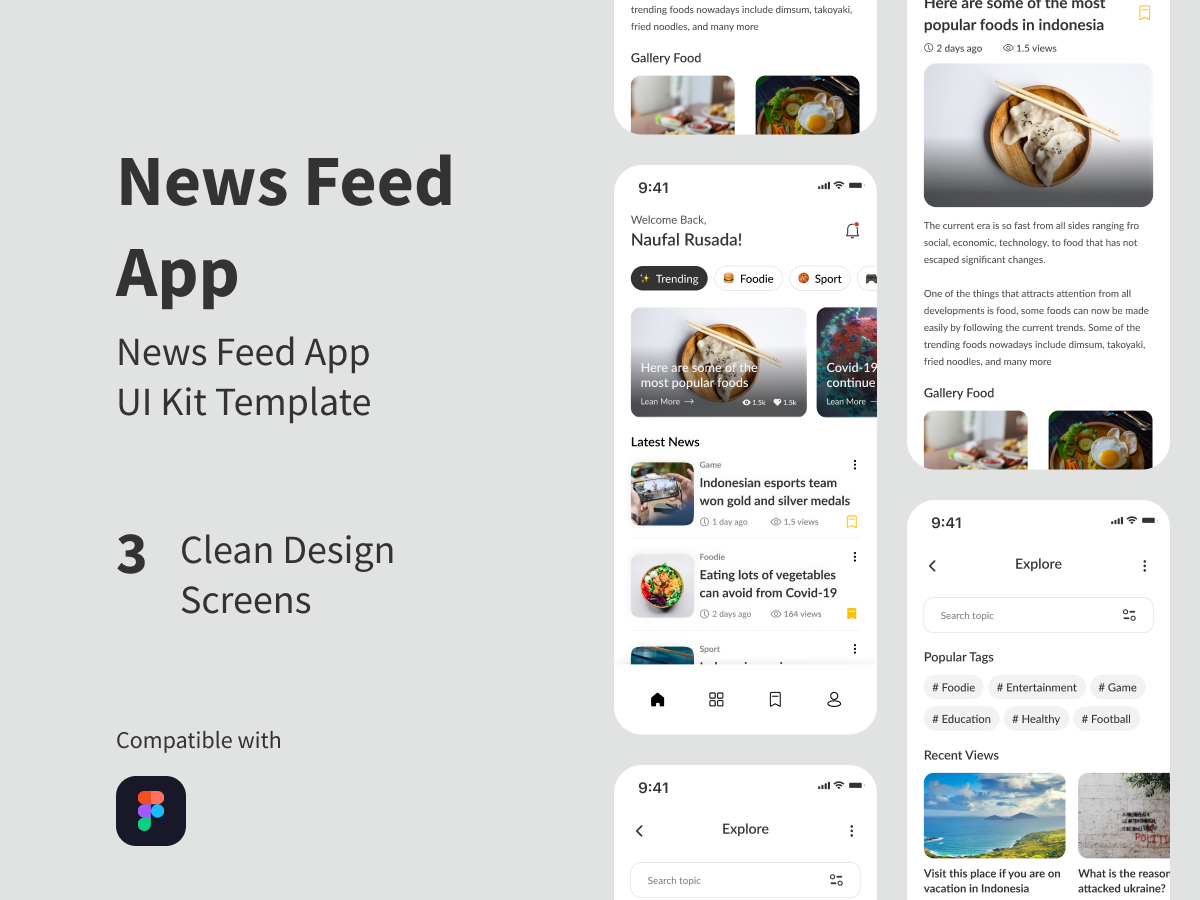 News Feed
App
News Feed App
UI Kit Template
3
Clean Design
Screens
Compatible with
trending foods nowadays include dimsum, takoyaki,
fried noodles, and many more
Gallery Food
9:41
Welcome Back,
Naufal Rusada!
Trending
Foodie
Sport
Here are some of the
most popular foods
Lean More
1.5k
1.5k
Covid-19
continue
Lean More
Latest News
Game
Indonesian esports team
won gold and silver medals
1 day ago
1.5 views
Foodie
Eating lots of vegetables
can avoid from Covid-19
2 days ago
164 views
Sport
9:41
Explore
Search topic
Here are some of the most
popular foods in indonesia
2 days ago
1.5 views
The current era is so fast from all sides ranging fro
social, economic, technology, to food that has not
escaped significant changes.
One of the things that attracts attention from all
developments is food, some foods can now be made
easily by following the current trends. Some of the
trending foods nowadays include dimsum, takoyaki,
fried noodles, and many more
Gallery Food
9:41
Explore
Search topic
Popular Tags
# Foodie
# Entertainment
# Game
# Education
# Healthy
# Football
Recent Views
Visit this place if you are on
vacation in Indonesia
What is the reason
attacked ukraine?